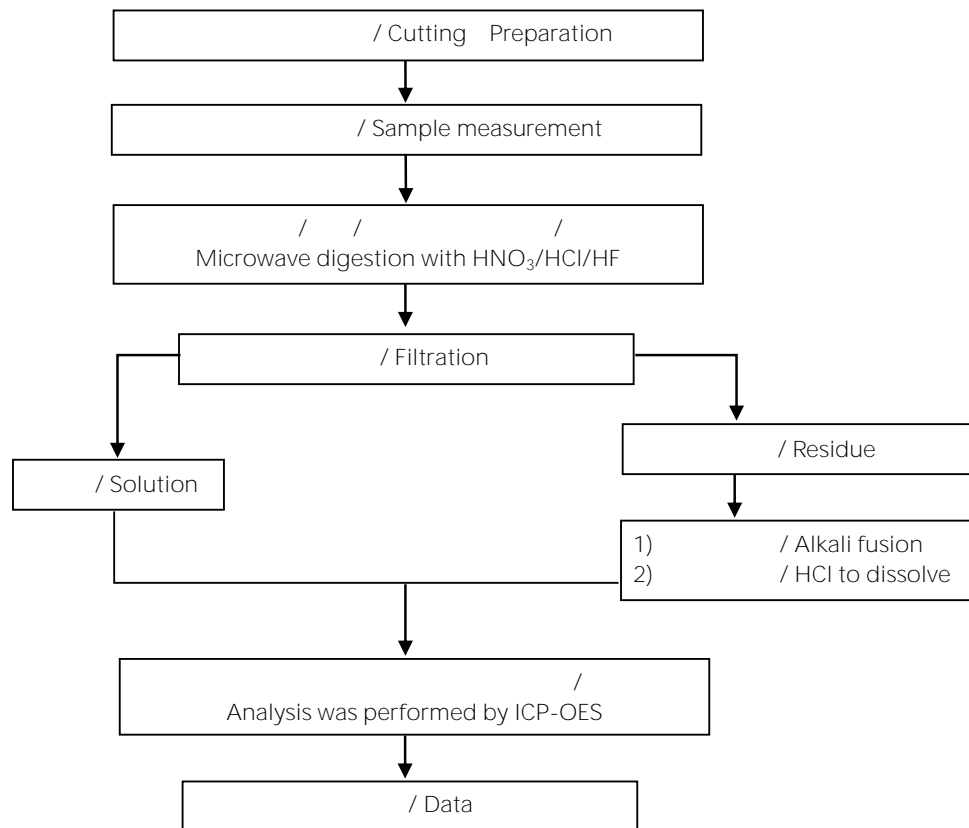 / Cutting Preparation
/ Sample measurement
/ / /
Microwave digestion with HNO₃/HCl/HF
/ Filtration
/ Residue
/ Solution
1) / Alkali fusion
2) / HCl to dissolve
/
Analysis was performed by ICP-OES
/ Data